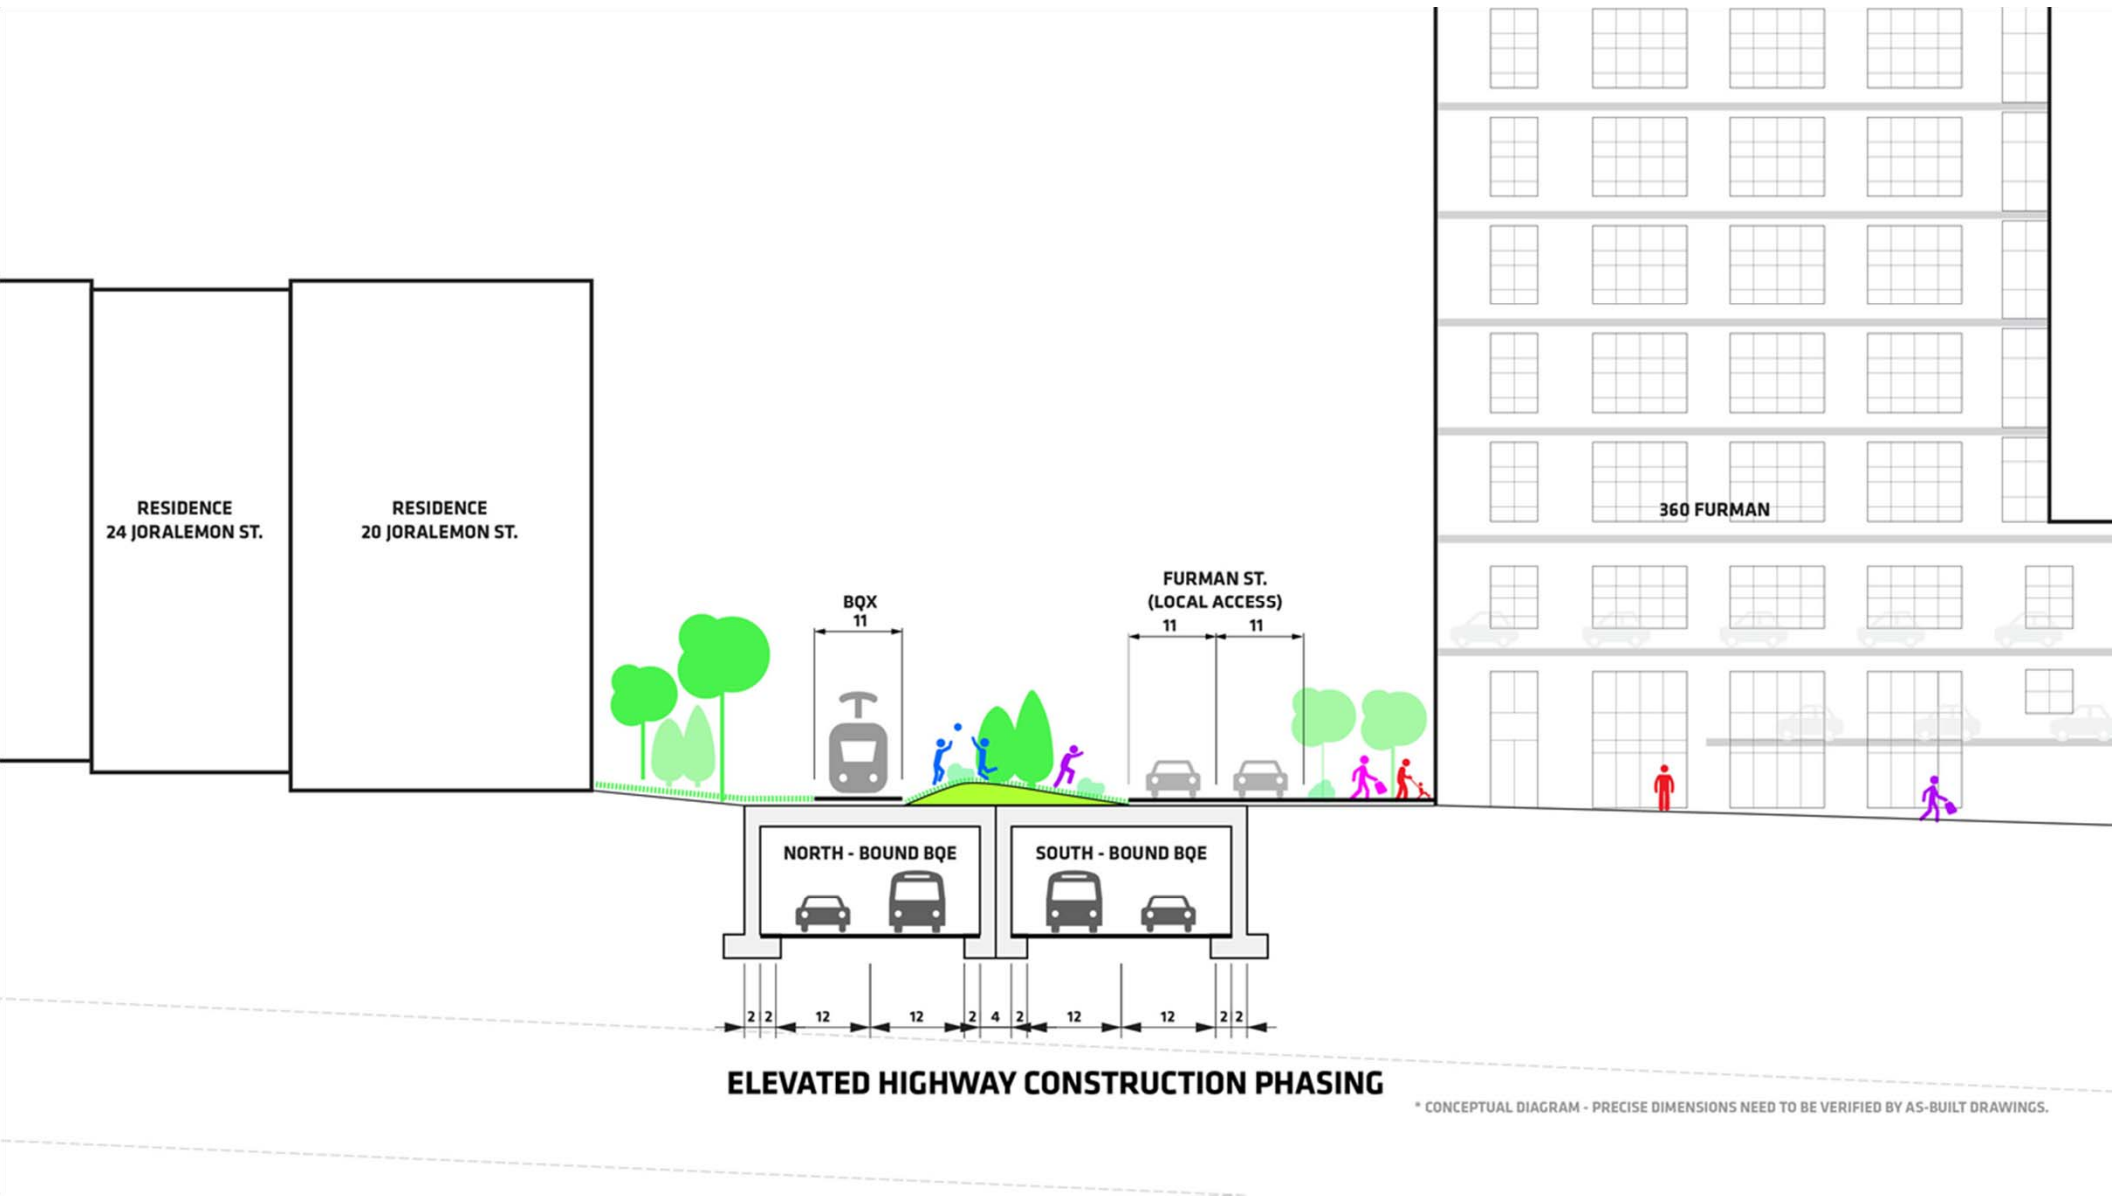 RESIDENCE
24 JORALEMON ST.
RESIDENCE
20 JORALEMON ST.
360 FURMAN
BQX
11
FURMAN ST.
(LOCAL ACCESS)
11 11
NORTH - BOUND BQE
SOUTH - BOUND BQE
2 2 12 12 2 4 2 12 12 2 2
ELEVATED HIGHWAY CONSTRUCTION PHASING
* CONCEPTUAL DIAGRAM - PRECISE DIMENSIONS NEED TO BE VERIFIED BY AS-BUILT DRAWINGS.